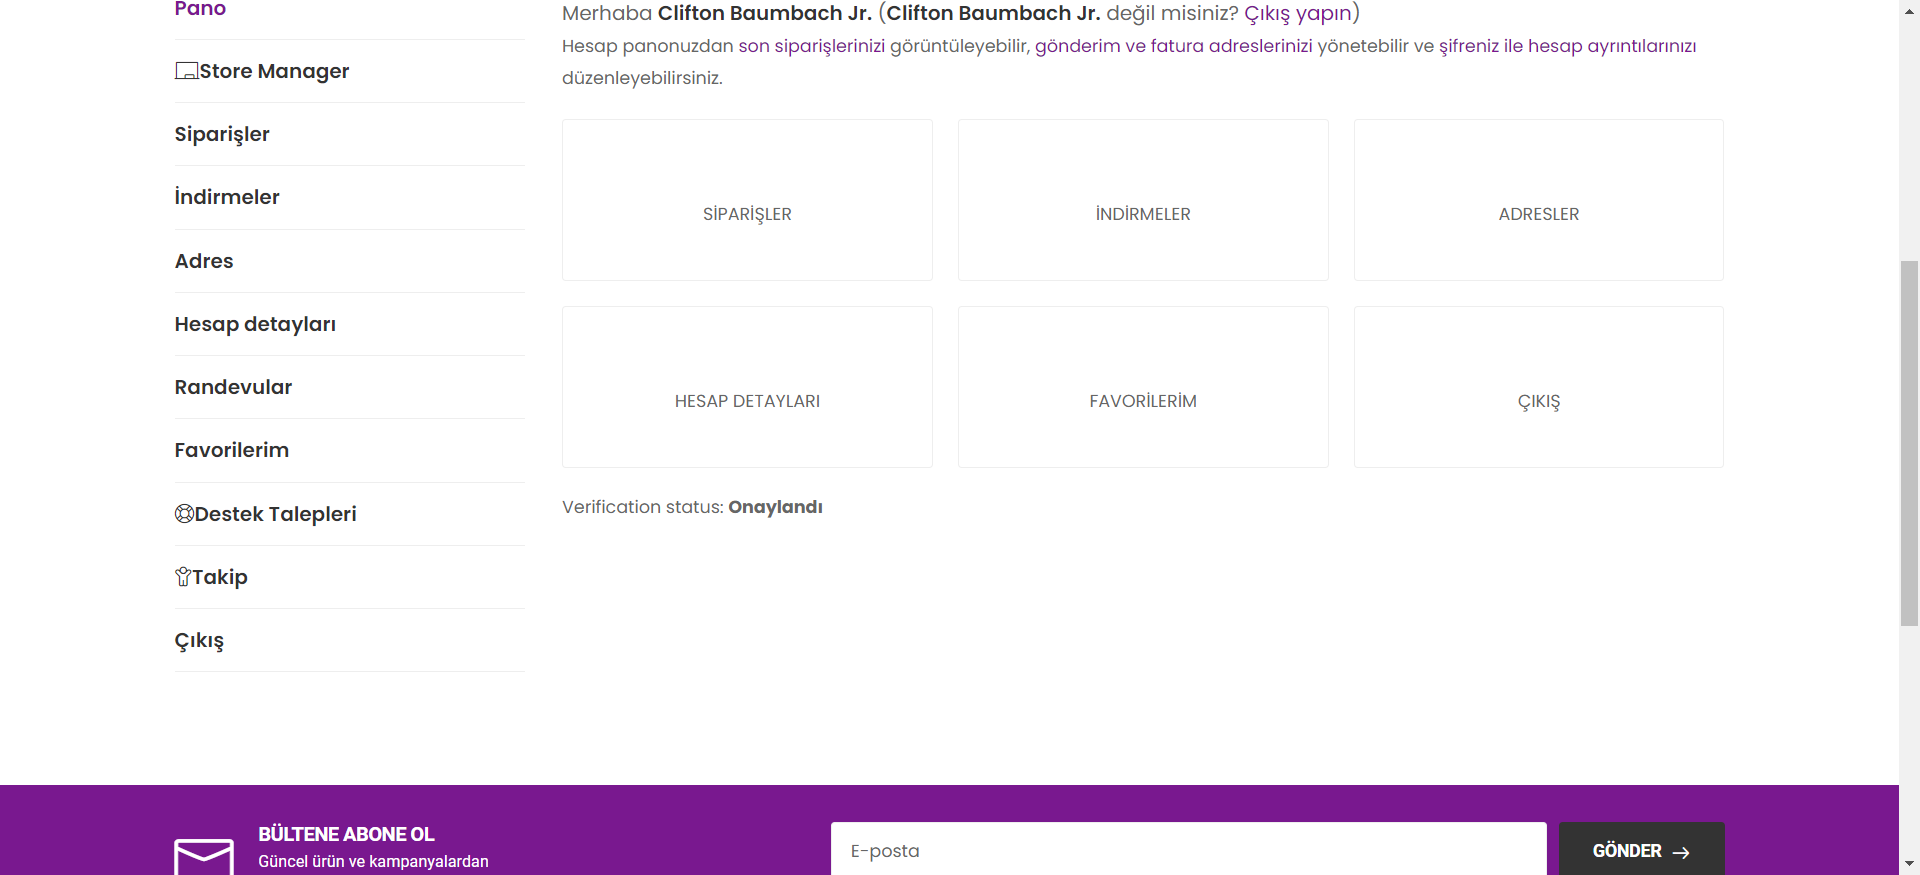 Pano
Store Manager
Siparişler
İndirmeler
Adres
Hesap detayları
Randevular
Favorilerim
Destek Talepleri
Takip
Çıkış
Merhaba Clifton Baumbach Jr. (Clifton Baumbach Jr. değil misiniz? Çıkış yapın)
Hesap panonuzdan son siparişlerinizi görüntüleyebilir, gönderim ve fatura adreslerinizi yönetebilir ve şifreniz ile hesap ayrıntılarınızı
düzenleyebilirsiniz.
SİPARİŞLER
İNDİRMELER
ADRESLER
HESAP DETAYLARI
FAVORİLERİM
ÇIKIŞ
Verification status: Onaylandı
BÜLTENE ABONE OL
Güncel ürün ve kampanyalardan
E-posta
GÖNDER